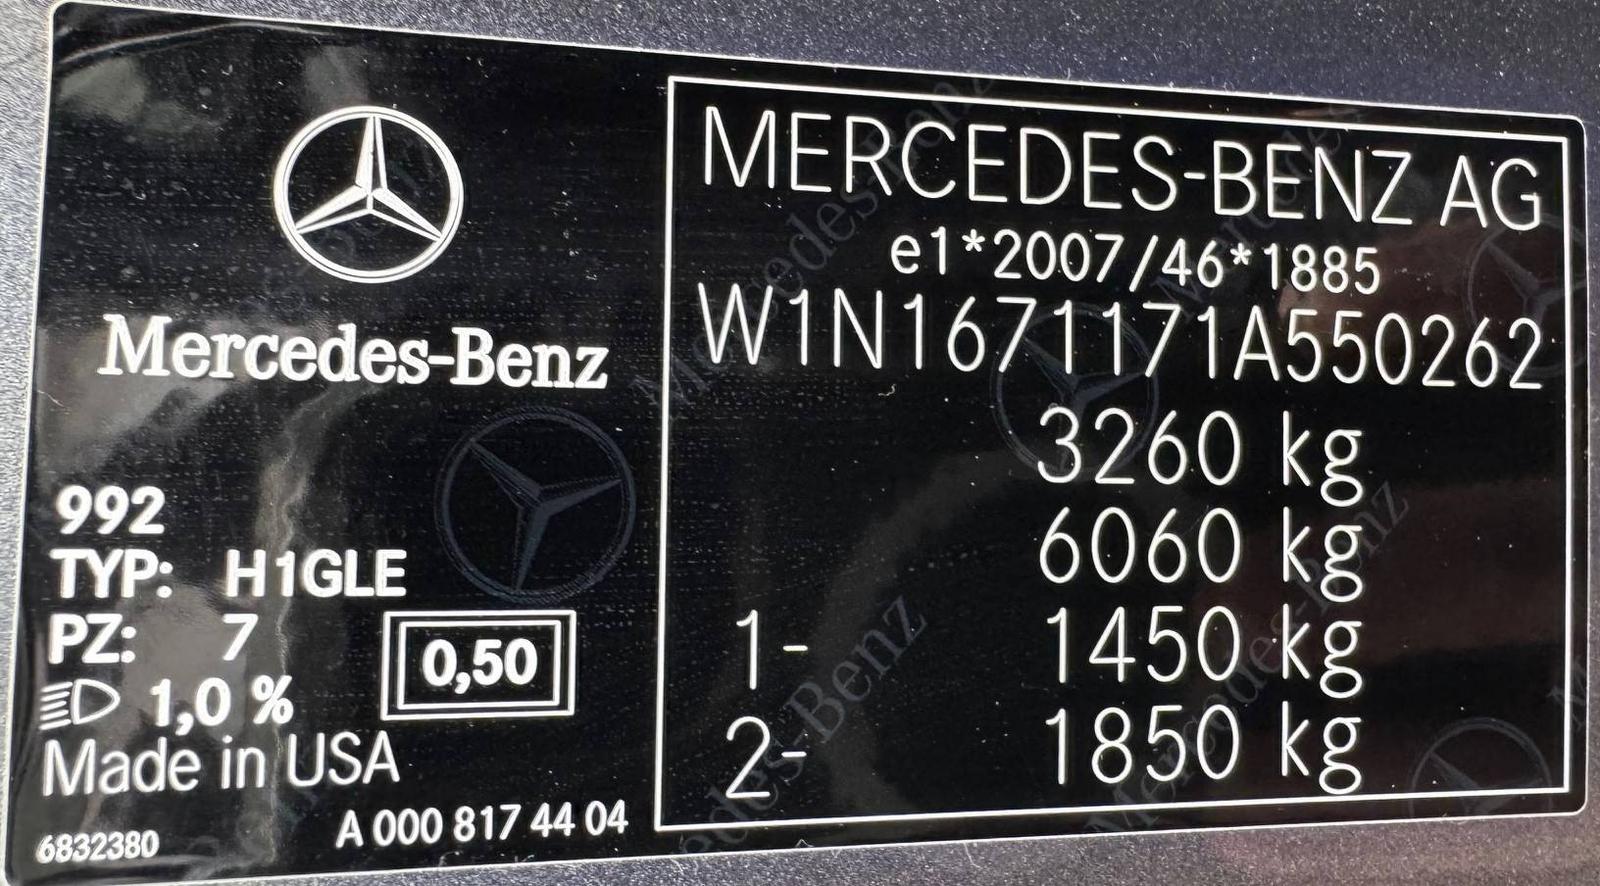 Mercedes-Benz
992
TYP: H1GLE
PZ: 7
1,0 %
0,50
Made in USA
A 000 817 44 04
6832380
MERCEDES-BENZ AG
e1*2007/46*1885
W1N1671171A550262
3260 kg
6060 kg
1- 1450 kg
2- 1850 kg